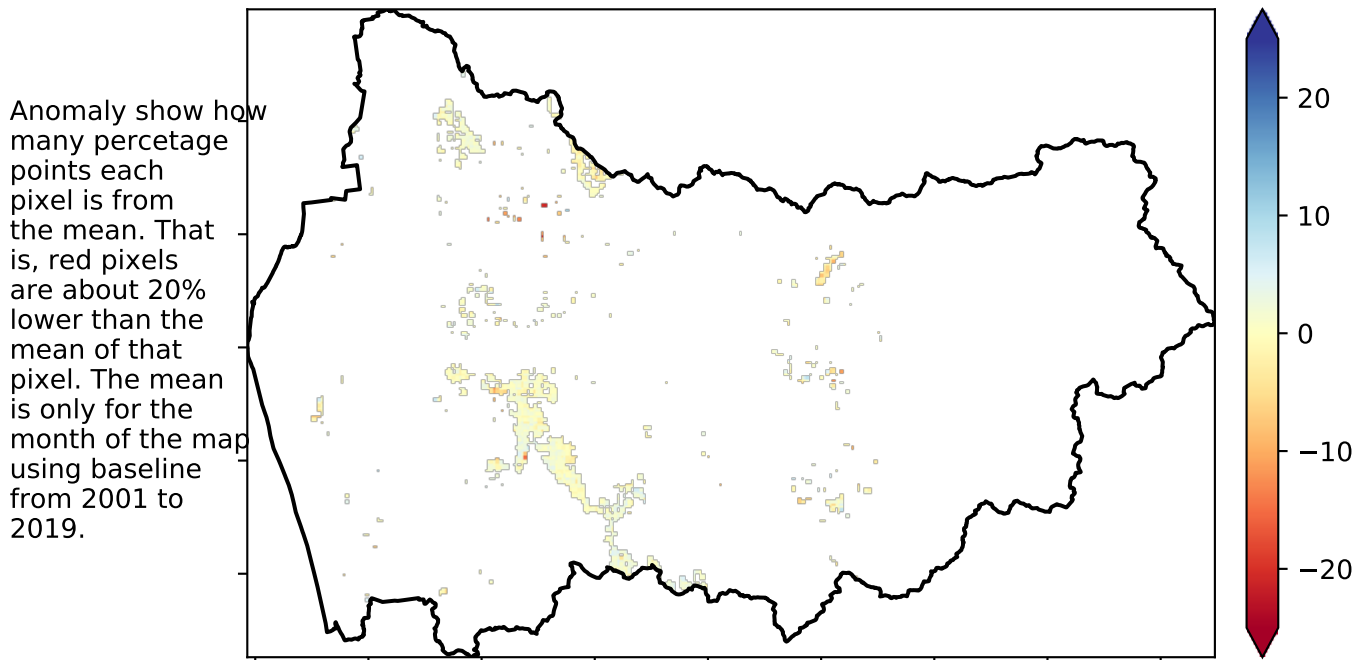 Anomaly show how
many percetage
points each
pixel is from
the mean. That
is, red pixels
are about 20%
lower than the
mean of that
pixel. The mean
is only for the
month of the map
using baseline
from 2001 to
2019.
20
10
0
−10
−20